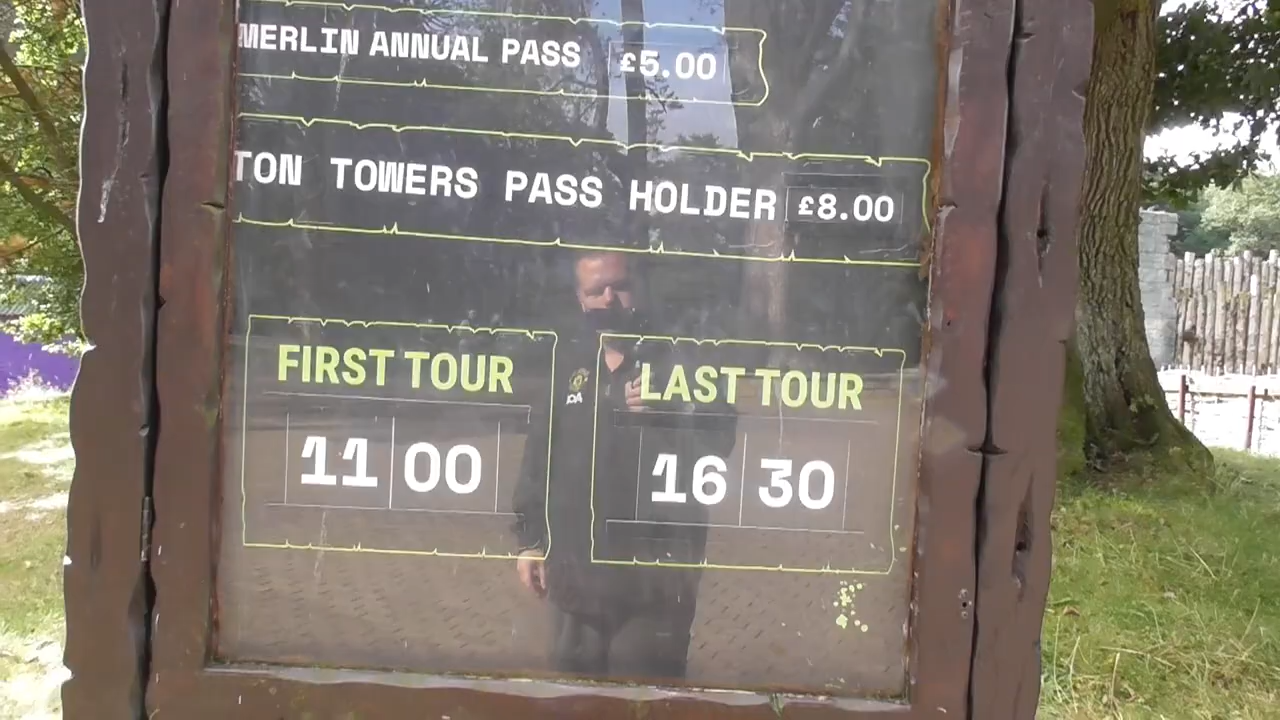 MERLIN ANNUAL PASS £5.00
TON TOWERS PASS HOLDER £8.00
FIRST TOUR
11 00
LAST TOUR
16 30